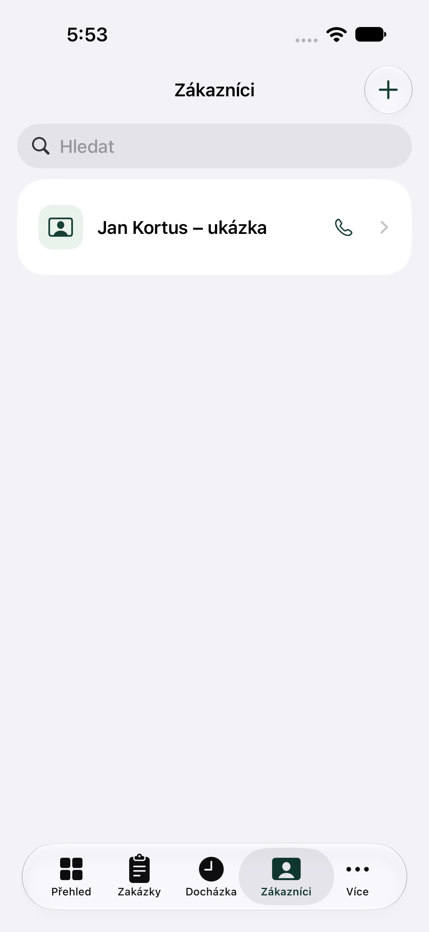 5:53
Zákazníci
Hledat
Jan Kortus – ukázka
Přehled
Zakázky
Docházka
Zákazníci
Více